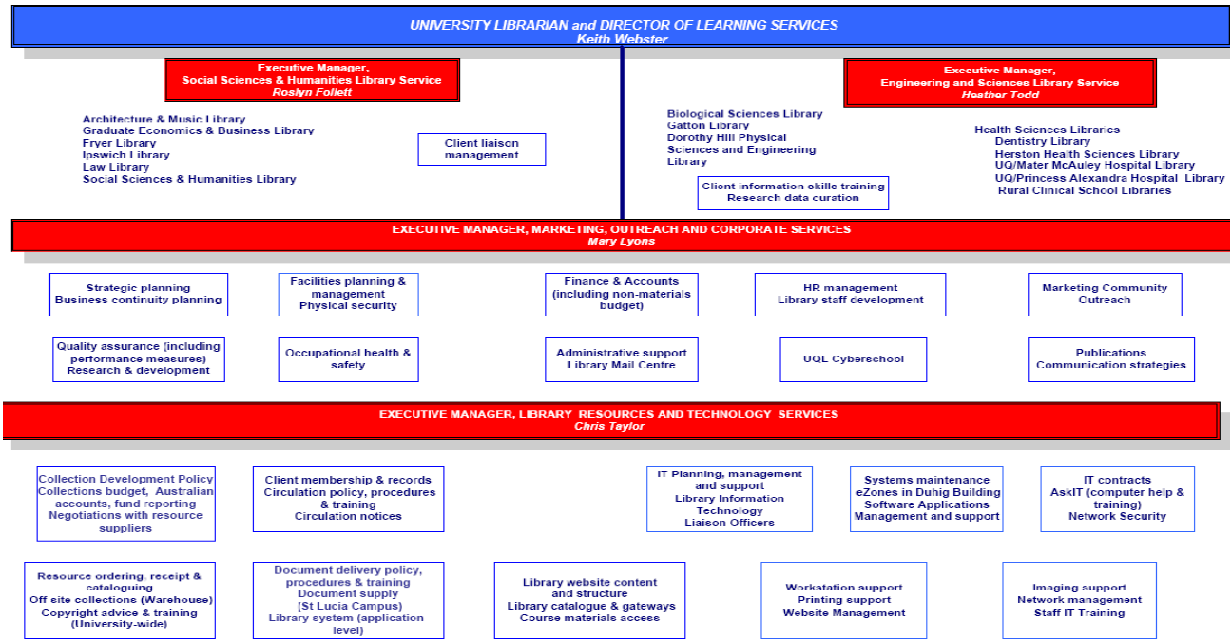 UNIVERSITY LIBRARIAN and DIRECTOR OF LEARNING SERVICES
Keith Webster
Executive Manager,
Social Sciences & Humanities Library Service
Roslyn Follett
Executive Manager,
Engineering and Sciences Library Service
Heather Todd
Architecture & Music Library
Graduate Economics & Business Library
Fryer Library
Ipswich Library
Law Library
Social Sciences & Humanities Library
Client liaison
management
Biological Sciences Library
Gatton Library
Dorothy Hill Physical
Sciences and Engineering
Library
Client information skills training
Research data curation
Health Sciences Libraries
Dentistry Library
Herston Health Sciences Library
UQ/Mater McAuley Hospital Library
UQ/Princess Alexandra Hospital Library
Rural Clinical School Libraries
EXECUTIVE MANAGER, MARKETING, OUTREACH AND CORPORATE SERVICES
Mary Lyons
Strategic planning
Business continuity planning
Facilities planning &
management
Physical security
Finance & Accounts
(including non-materials
budget)
HR management
Library staff development
Marketing Community
Outreach
Quality assurance (including
performance measures)
Research & development
Occupational health &
safety
Administrative support
Library Mail Centre
UQL Cyberschool
Publications
Communication strategies
EXECUTIVE MANAGER, LIBRARY RESOURCES AND TECHNOLOGY SERVICES
Chris Taylor
Collection Development Policy
Collections budget, Australian
accounts, fund reporting
Negotiations with resource
suppliers
Client membership & records
Circulation policy, procedures
& training
Circulation notices
IT Planning, management
and support
Library Information
Technology
Liaison Officers
Systems maintenance
eZones in Duhig Building
Software Applications
Management and support
IT contracts
AskIT (computer help &
training)
Network Security
Resource ordering, receipt &
cataloguing
Off site collections (Warehouse)
Copyright advice & training
(University-wide)
Document delivery policy,
procedures & training
Document supply
(St Lucia Campus)
Library system (application
level)
Library website content
and structure
Library catalogue & gateways
Course materials access
Workstation support
Printing support
Website Management
Imaging support
Network management
Staff IT Training